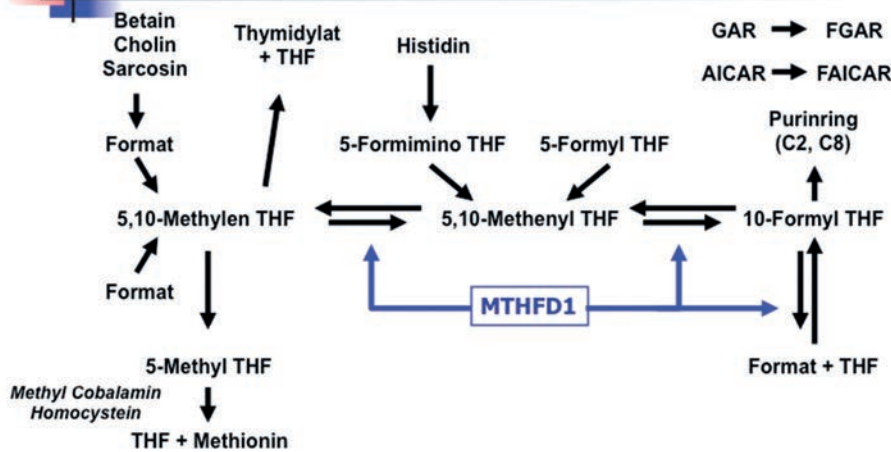 Betain
Cholin
Sarcosin
Thymidylat
+ THF
Histidin
GAR
FGAR
AICAR
FAICAR
Format
5-Formimino THF
5-Formyl THF
Purinring
(C2, C8)
5,10-Methylen THF
5,10-Methenyl THF
10-Formyl THF
Format
MTHFD1
5-Methyl THF
Format + THF
Methyl Cobalamin
Homocystein
THF + Methionin